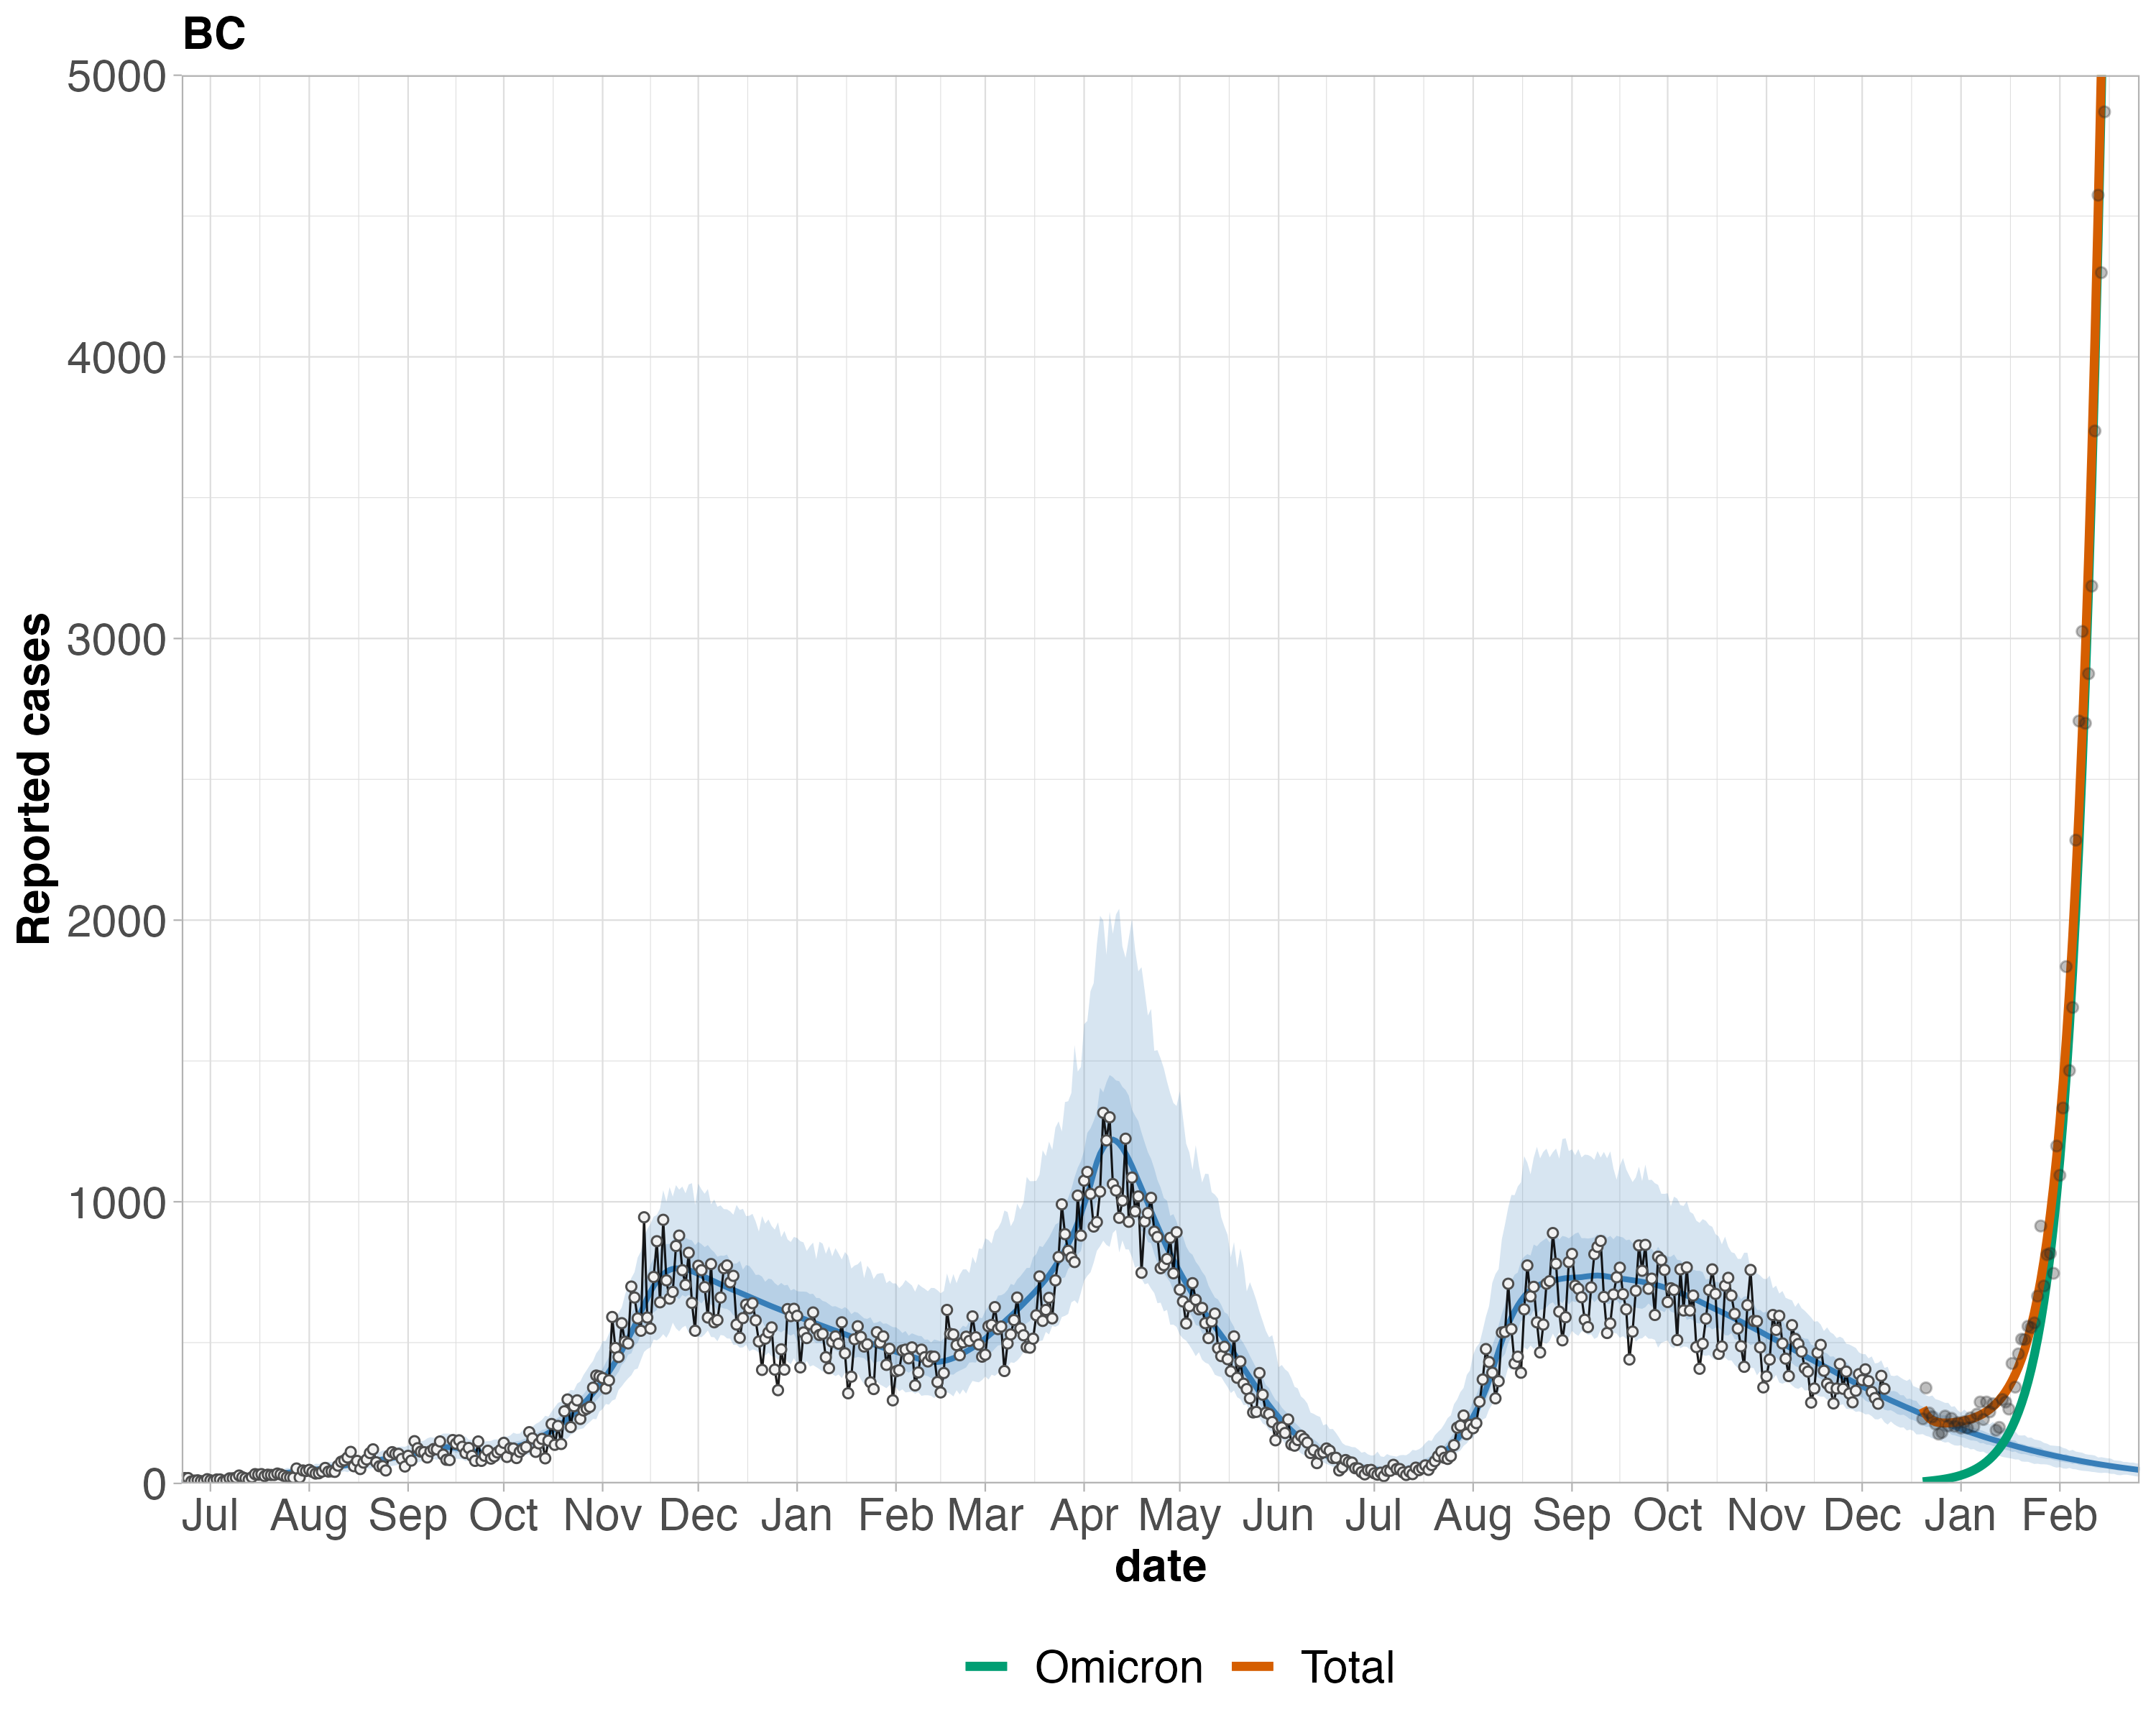 BC
5000
4000
3000
2000
1000
0
Reported cases
Jul Aug Sep Oct Nov Dec Jan Feb Mar Apr May Jun Jul Aug Sep Oct Nov Dec Jan Feb
date
Omicron Total